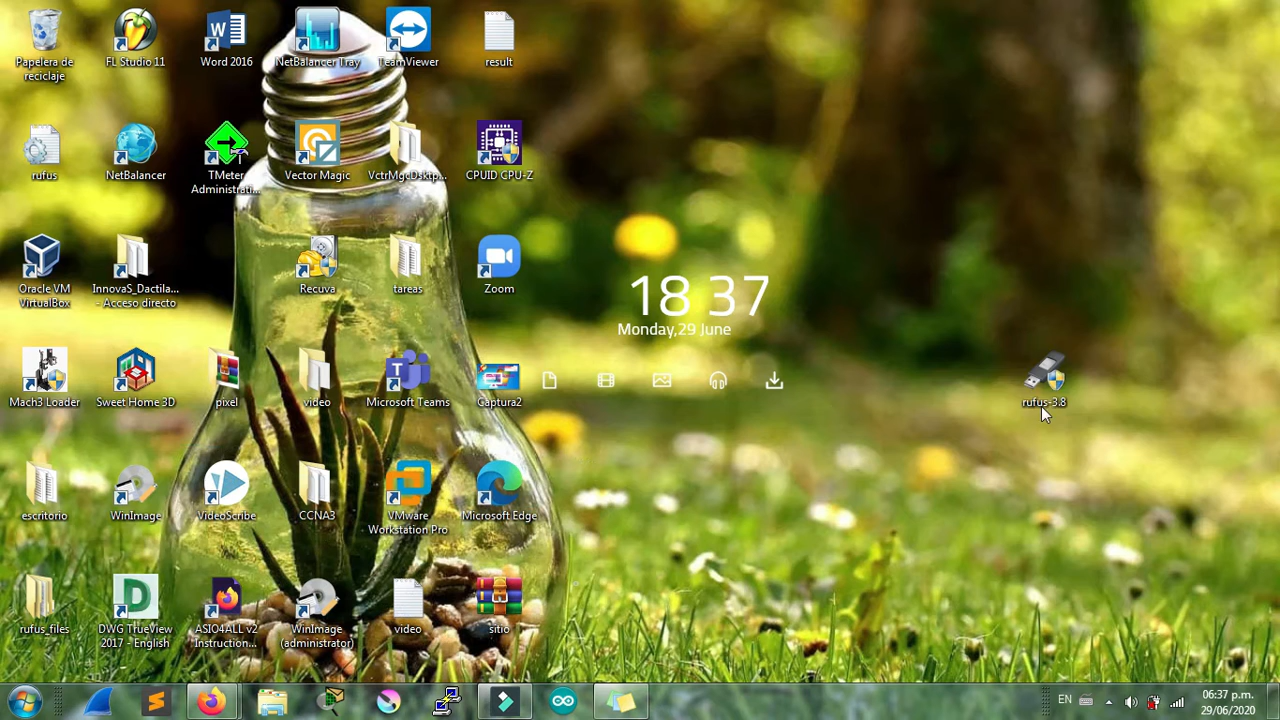 Papelera de
reciclaje
FL Studio 11
Word 2016
NetBalancer Tray
TeamViewer
result
rufus
NetBalancer
TMeter
Administrati...
Vector Magic
VctrMgcDsktp...
CPUID CPU-Z
Oracle VM
VirtualBox
InnovaS_Dactila...
- Acceso directo
Recuva
tareas
Zoom
18 37
Monday,29 June
Mach3 Loader
Sweet Home 3D
pixel
video
Microsoft Teams
Captura2
rufus-3.8
escritorio
WinImage
VideoScribe
CCNA3
VMware
Workstation Pro
Microsoft Edge
rufus_files
DWG TrueView
2017 - English
ASIO4ALL v2
Instruction...
WinImage
(administrator)
video
sitio
EN
06:37 p.m.
29/06/2020